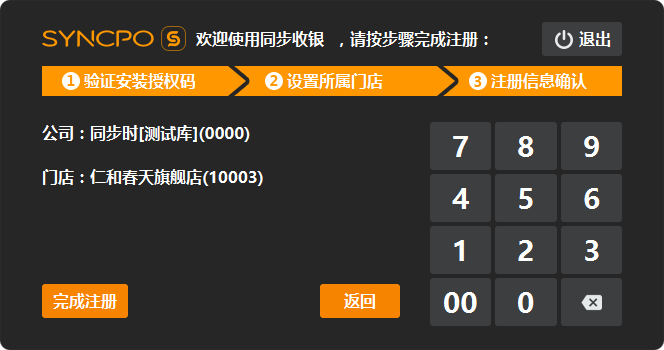 SYNCPO S 欢迎使用同步收银 ，请按步骤完成注册： 退出
1 验证安装授权码 2 设置所属门店 3 注册信息确认
公司：同步时[测试库](0000)
门店：仁和春天旗舰店(10003)
7 8 9
4 5 6
1 2 3
00 0
完成注册 返回